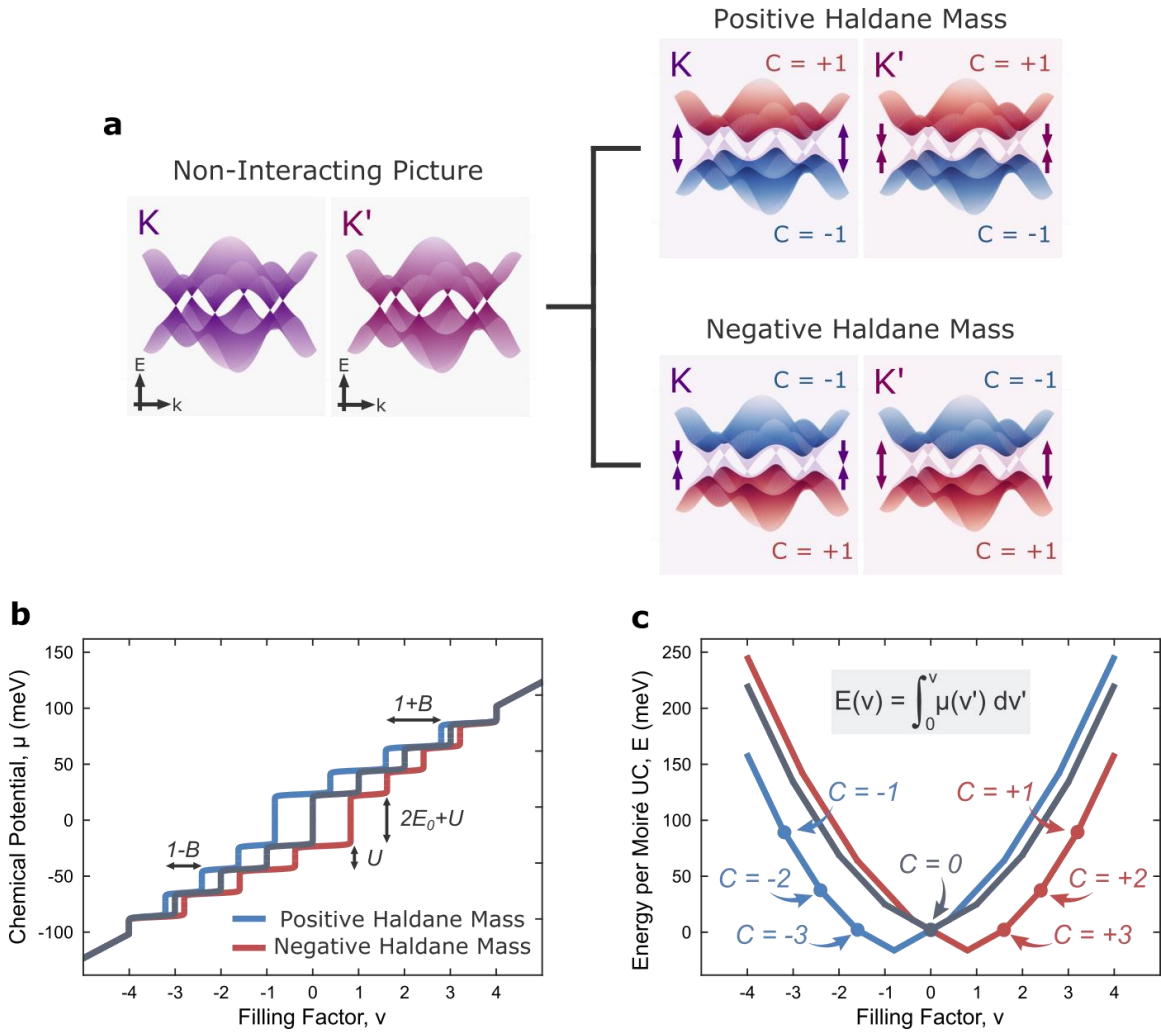 Positive Haldane Mass
K
C = +1
K'
C = +1
a
Non-Interacting Picture
K
K'
C = -1
C = -1
E
k
E
k
Negative Haldane Mass
K
C = -1
K'
C = -1
C = +1
C = +1
b
Chemical Potential, μ (meV)
150
100
50
0
-50
-100
1+B
2E₀+U
U
1-B
Positive Haldane Mass
Negative Haldane Mass
-4 -3 -2 -1 0 1 2 3 4
Filling Factor, ν
c
Energy per Moiré UC, E (meV)
250
200
150
100
50
0
E(ν) = ∫₀ᵛ μ(ν') dν'
C = -1
C = +1
C = 0
C = -2
C = +2
C = -3
C = +3
-4 -3 -2 -1 0 1 2 3 4
Filling Factor, ν